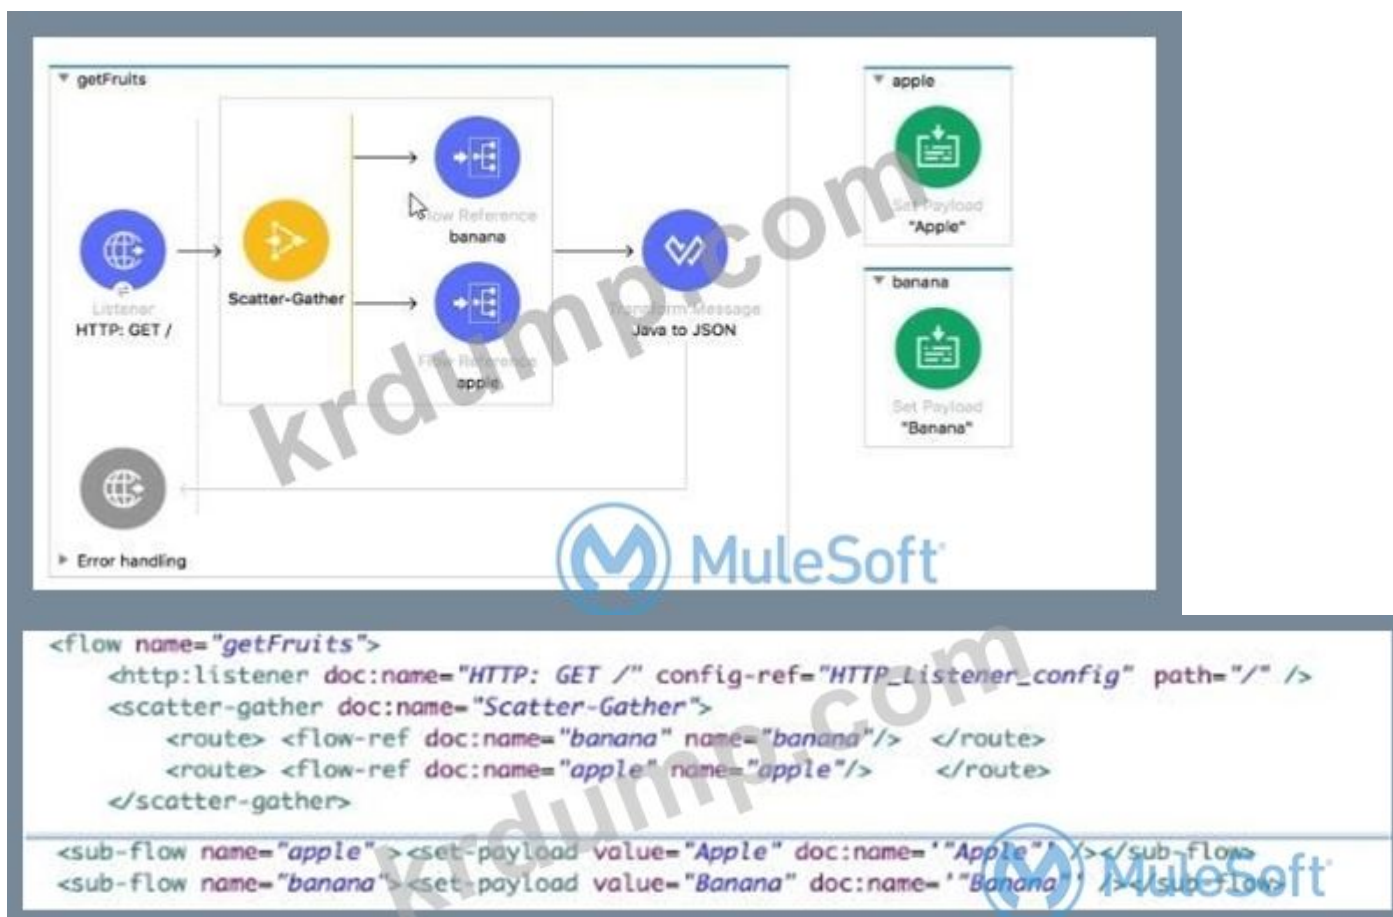 getFruits
apple
Flow Reference
banana
Set Payload
"Apple"
Scatter-Gather
Listener
HTTP: GET /
Transform Message
Java to JSON
Flow Reference
apple
banana
Set Payload
"Banana"
Error handling
krdump.com
MuleSoft
<flow name="getFruits">
<http:listener doc:name="HTTP: GET /" config-ref="HTTP_Listener_config" path="/" />
<scatter-gather doc:name="Scatter-Gather">
<route> <flow-ref doc:name="banana" name="banana"/> </route>
<route> <flow-ref doc:name="apple" name="apple"/> </route>
</scatter-gather>
<sub-flow name="apple" ><set-payload value="Apple" doc:name='"Apple"' /></sub-flow>
<sub-flow name="banana"><set-payload value="Banana" doc:name='"Banana"' /></sub-flow>
krdump.com
MuleSoft